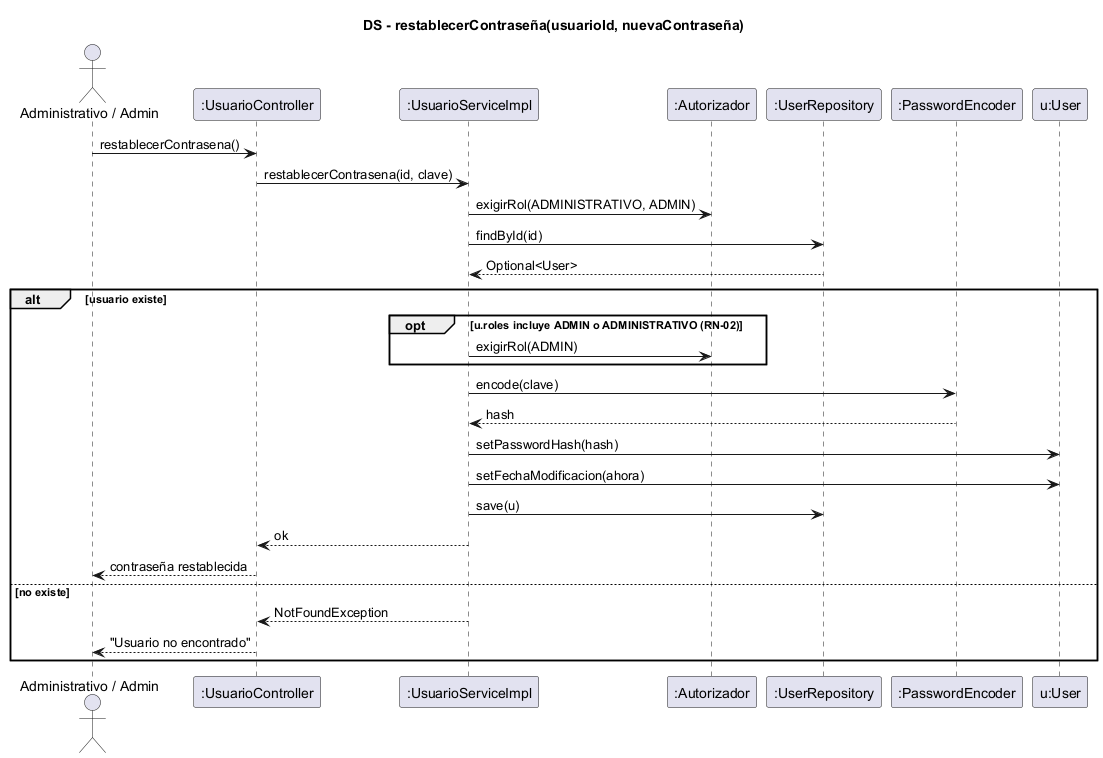 DS - restablecerContraseña(usuarioId, nuevaContraseña)
Administrativo / Admin
:UsuarioController
:UsuarioServiceImpl
:Autorizador
:UserRepository
:PasswordEncoder
u:User
restablecerContrasena()
restablecerContrasena(id, clave)
exigirRol(ADMINISTRATIVO, ADMIN)
findById(id)
Optional<User>
alt [usuario existe]
opt [u.roles incluye ADMIN o ADMINISTRATIVO (RN-02)]
exigirRol(ADMIN)
encode(clave)
hash
setPasswordHash(hash)
setFechaModificacion(ahora)
save(u)
ok
contraseña restablecida
[no existe]
NotFoundException
"Usuario no encontrado"
Administrativo / Admin
:UsuarioController
:UsuarioServiceImpl
:Autorizador
:UserRepository
:PasswordEncoder
u:User